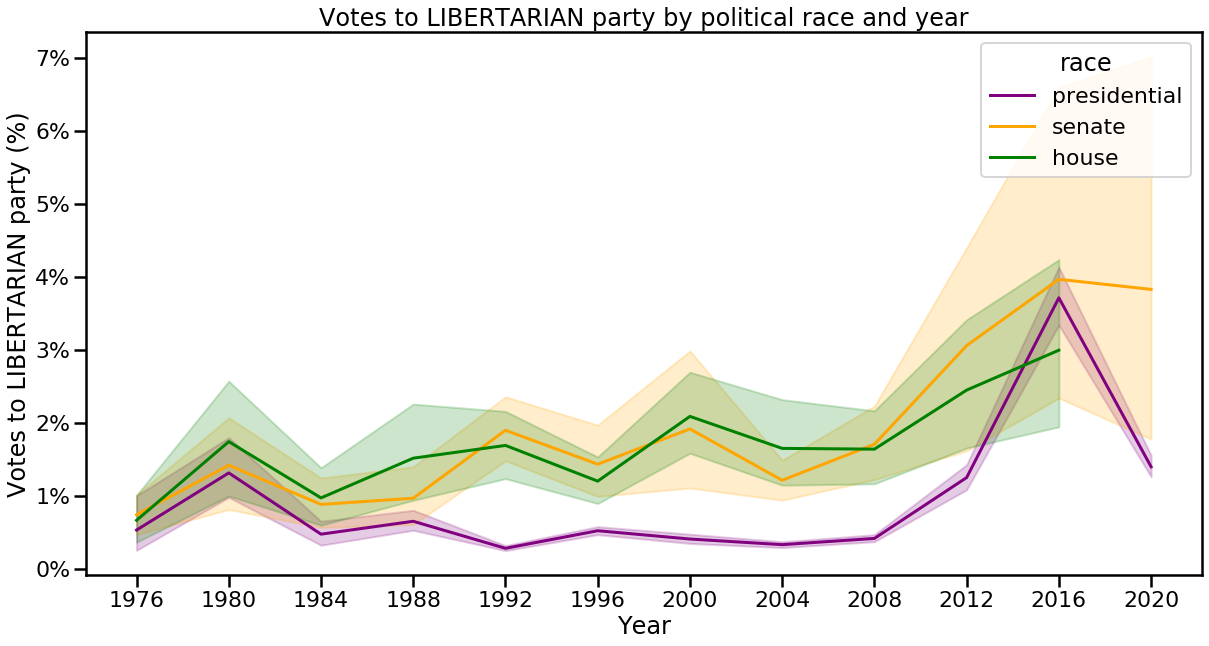 Votes to LIBERTARIAN party by political race and year
Votes to LIBERTARIAN party (%)
7%
6%
5%
4%
3%
2%
1%
0%
race
presidential
senate
house
1976 1980 1984 1988 1992 1996 2000 2004 2008 2012 2016 2020
Year